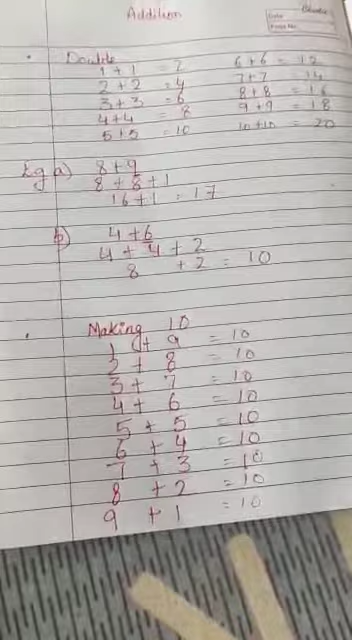 Addition
Date
Page No.
Double
1 + 1 = 2
2 + 2 = 4
3 + 3 = 6
4 + 4 = 8
5 + 5 = 10
6 + 6 = 12
7 + 7 14
8 + 8 = 16
9 + 9 = 18
10 + 10 = 20
Eg a) 8 + 9
8 + 8 + 1
16 + 1 = 17
b) 4 + 6
4 + 4 + 2
8 + 2 = 10
Making 10
1 + 9 = 10
2 + 8 = 10
3 + 7 = 10
4 + 6 = 10
5 + 5 = 10
6 + 4 = 10
7 + 3 = 10
8 + 2 = 10
9 + 1 = 10